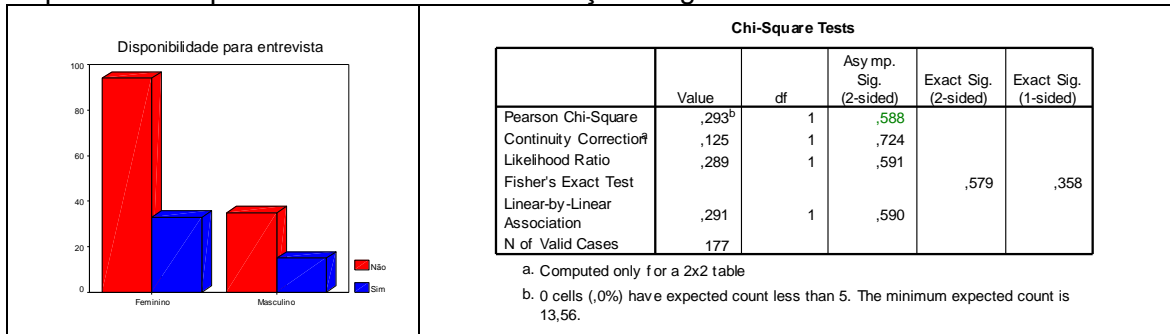 Disponibilidade para entrevista
100
80
60
40
20
0
Feminino
Masculino
Não
Sim
Chi-Square Tests
Value
df
Asymp. Sig. (2-sided)
Exact Sig. (2-sided)
Exact Sig. (1-sided)
Pearson Chi-Square ,293b 1 ,588
Continuity Correctiona ,125 1 ,724
Likelihood Ratio ,289 1 ,591
Fisher's Exact Test ,579 ,358
Linear-by-Linear Association ,291 1 ,590
N of Valid Cases 177
a. Computed only for a 2x2 table
b. 0 cells (,0%) have expected count less than 5. The minimum expected count is
13,56.